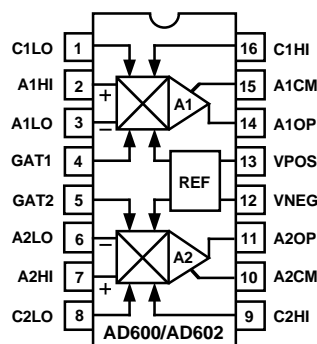 C1LO 1 16 C1HI
A1HI 2 + A1 15 A1CM
A1LO 3 − 14 A1OP
GAT1 4 REF 13 VPOS
GAT2 5 12 VNEG
A2LO 6 − A2 11 A2OP
A2HI 7 + 10 A2CM
C2LO 8 9 C2HI
AD600/AD602